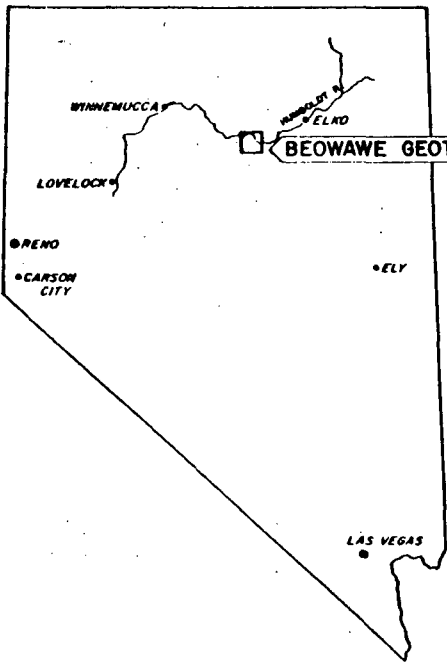 WINNEMUCCA
HUMBOLDT R.
ELKO
BEOWAWE GEOT
LOVELOCK
RENO
ELY
CARSON
CITY
LAS VEGAS